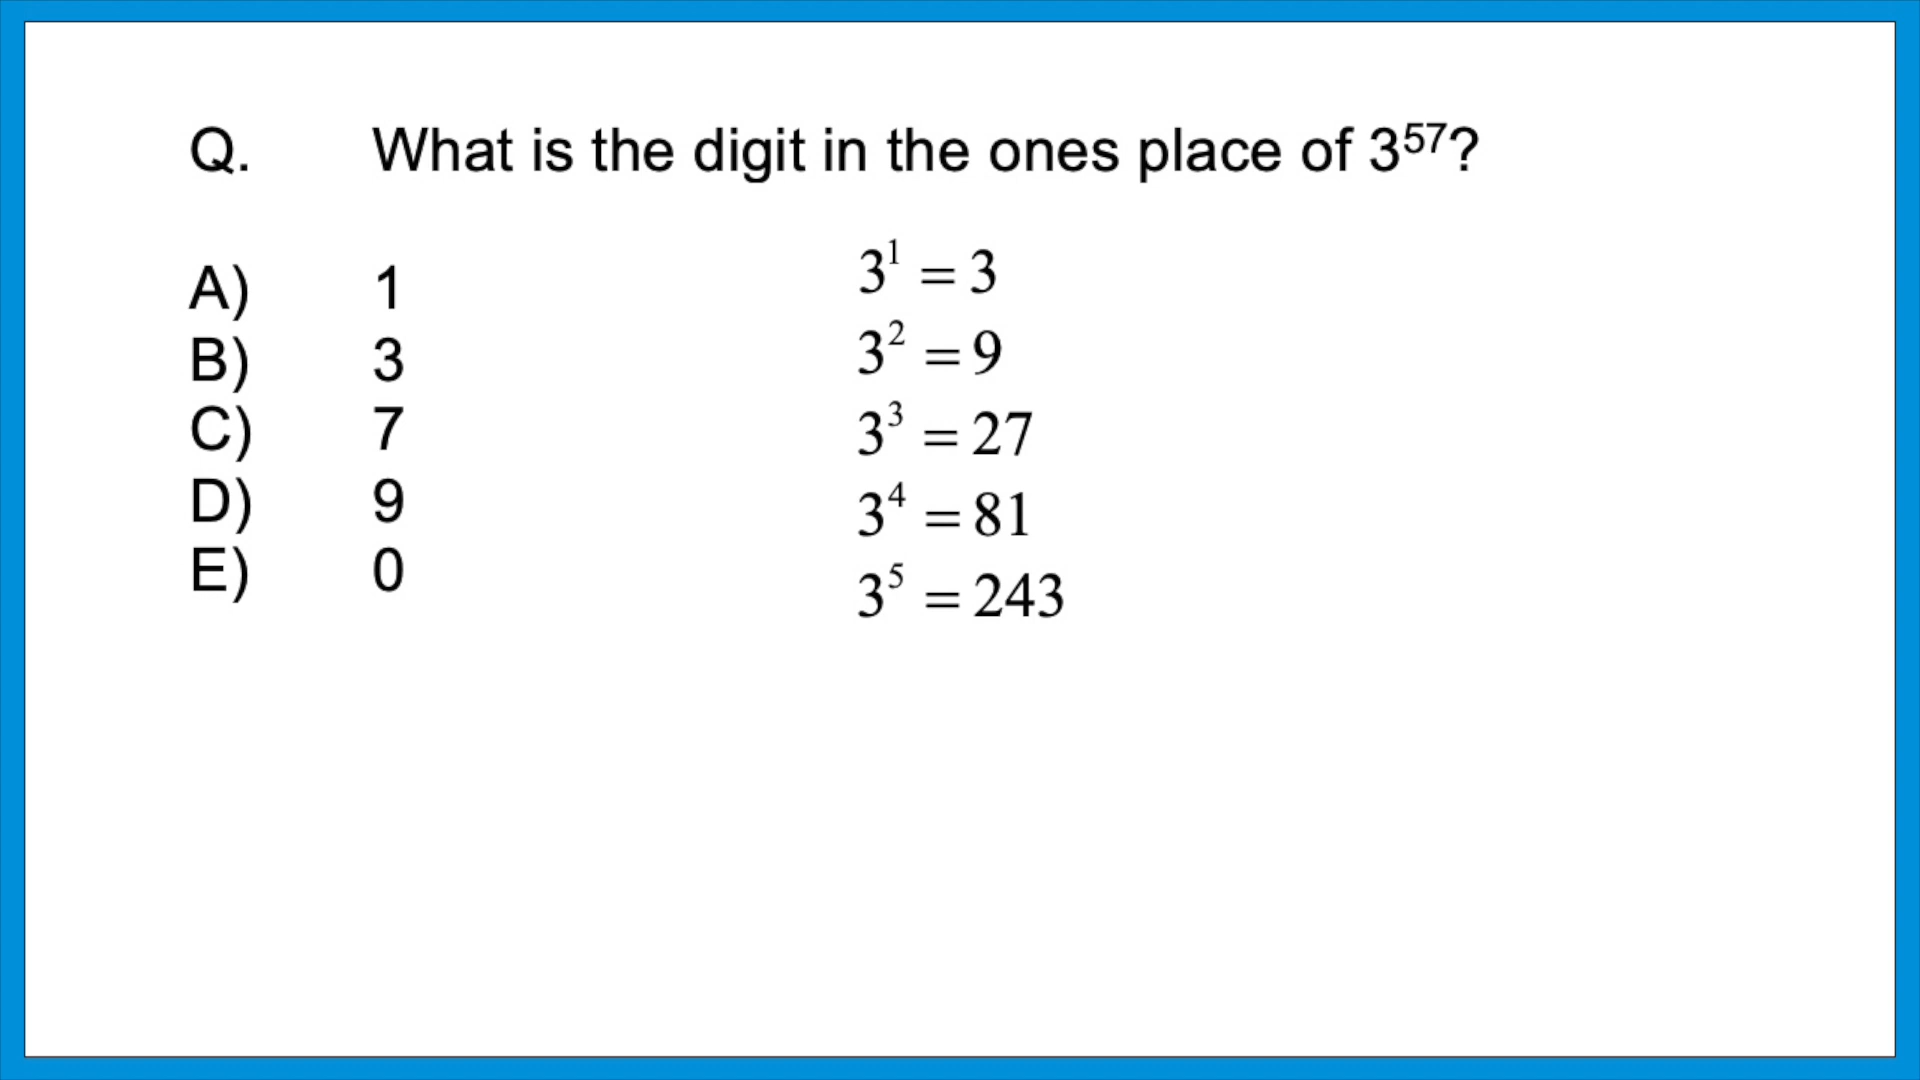 Q. What is the digit in the ones place of 3⁵⁷?
A) 1
B) 3
C) 7
D) 9
E) 0
3¹ = 3
3² = 9
3³ = 27
3⁴ = 81
3⁵ = 243